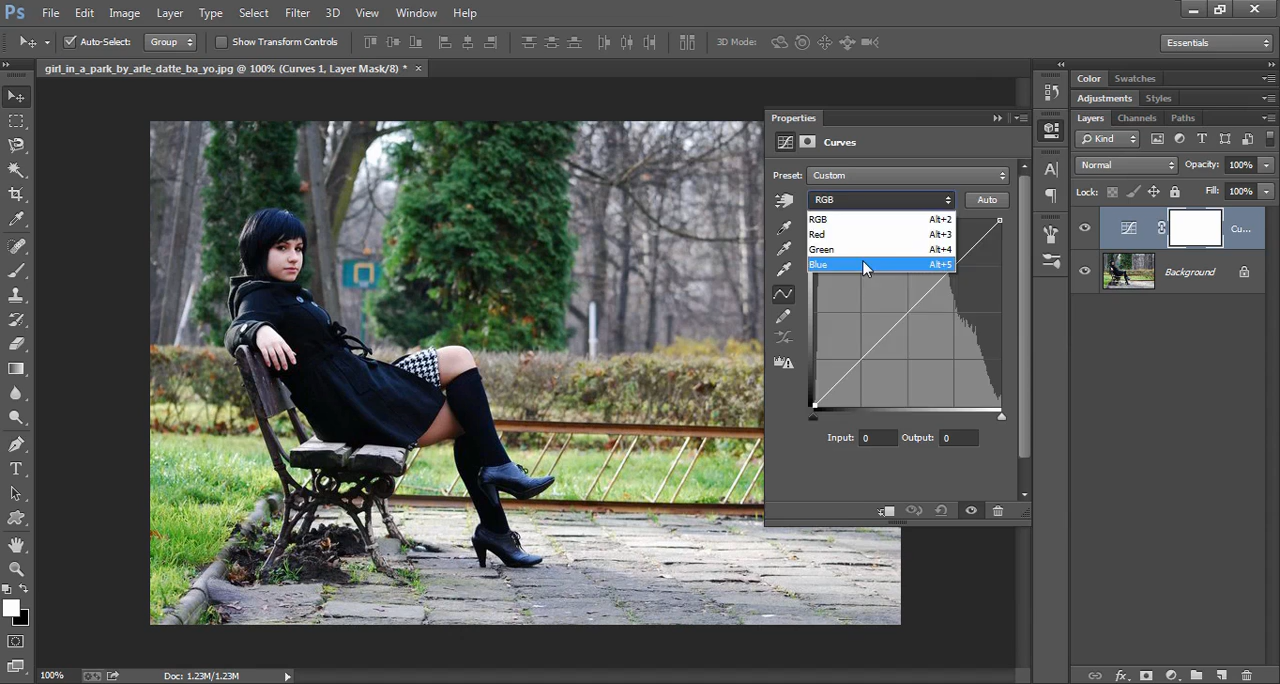 Ps File Edit Image Layer Type Select Filter 3D View Window Help
Auto-Select: Group Show Transform Controls 3D Mode: Essentials
girl_in_a_park_by_arle_datte_ba_yo.jpg @ 100% (Curves 1, Layer Mask/8) * ×
Color Swatches
Adjustments Styles
Layers Channels Paths
Kind
Normal Opacity: 100%
Lock: Fill: 100%
Cu...
Background
Properties
Curves
Preset: Custom
RGB Auto
RGB Alt+2
Red Alt+3
Green Alt+4
Blue Alt+5
Input: 0 Output: 0
100% Doc: 1.23M/1.23M